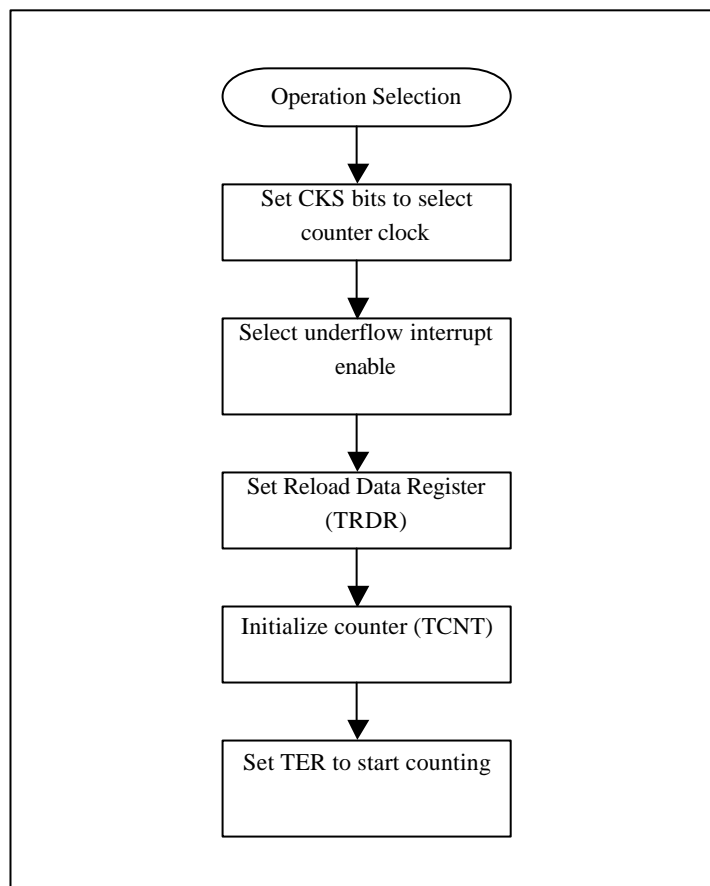 Operation Selection
Set CKS bits to select
counter clock
Select underflow interrupt
enable
Set Reload Data Register
(TRDR)
Initialize counter (TCNT)
Set TER to start counting